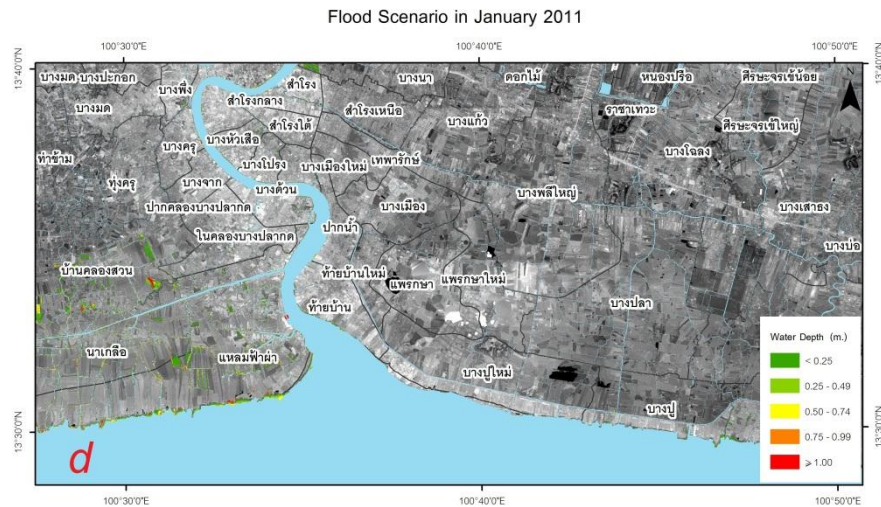 Flood Scenario in January 2011
100°30'0"E
100°40'0"E
100°50'0"E
13°40'0"N
13°40'0"N
บางมด
บางปะกอก
บางพึ่ง
สำโรง
บางนา
ดอกไม้
หนองปรือ
ศีรษะจรเข้น้อย
N
บางมด
สำโรงกลาง
สำโรงเหนือ
บางแก้ว
ราชาเทวะ
ศีรษะจรเข้ใหญ่
ท่าข้าม
บางครุ
บางหัวเสือ
สำโรงใต้
บางโฉลง
ทุ่งครุ
บางจาก
บางโปรง
บางเมืองใหม่
เทพารักษ์
บางด้วน
บางพลีใหญ่
ปากคลองบางปลากด
บางเมือง
บางเสาธง
ในคลองบางปลากด
ปากน้ำ
บางบ่อ
บ้านคลองสวน
ท้ายบ้านใหม่
แพรกษา
แพรกษาใหม่
ท้ายบ้าน
บางปลา
นาเกลือ
แหลมฟ้าผ่า
บางปูใหม่
บางปู
Water Depth (m.)
< 0.25
0.25 - 0.49
0.50 - 0.74
0.75 - 0.99
⩾ 1.00
13°30'0"N
13°30'0"N
d
100°30'0"E
100°40'0"E
100°50'0"E